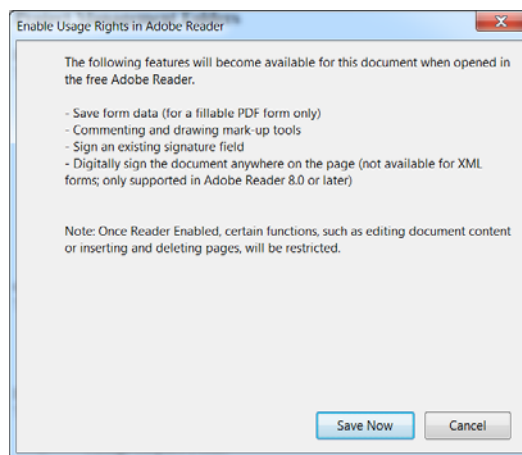 Enable Usage Rights in Adobe Reader
The following features will become available for this document when opened in
the free Adobe Reader.
- Save form data (for a fillable PDF form only)
- Commenting and drawing mark-up tools
- Sign an existing signature field
- Digitally sign the document anywhere on the page (not available for XML
forms; only supported in Adobe Reader 8.0 or later)
Note: Once Reader Enabled, certain functions, such as editing document content
or inserting and deleting pages, will be restricted.
Save Now
Cancel